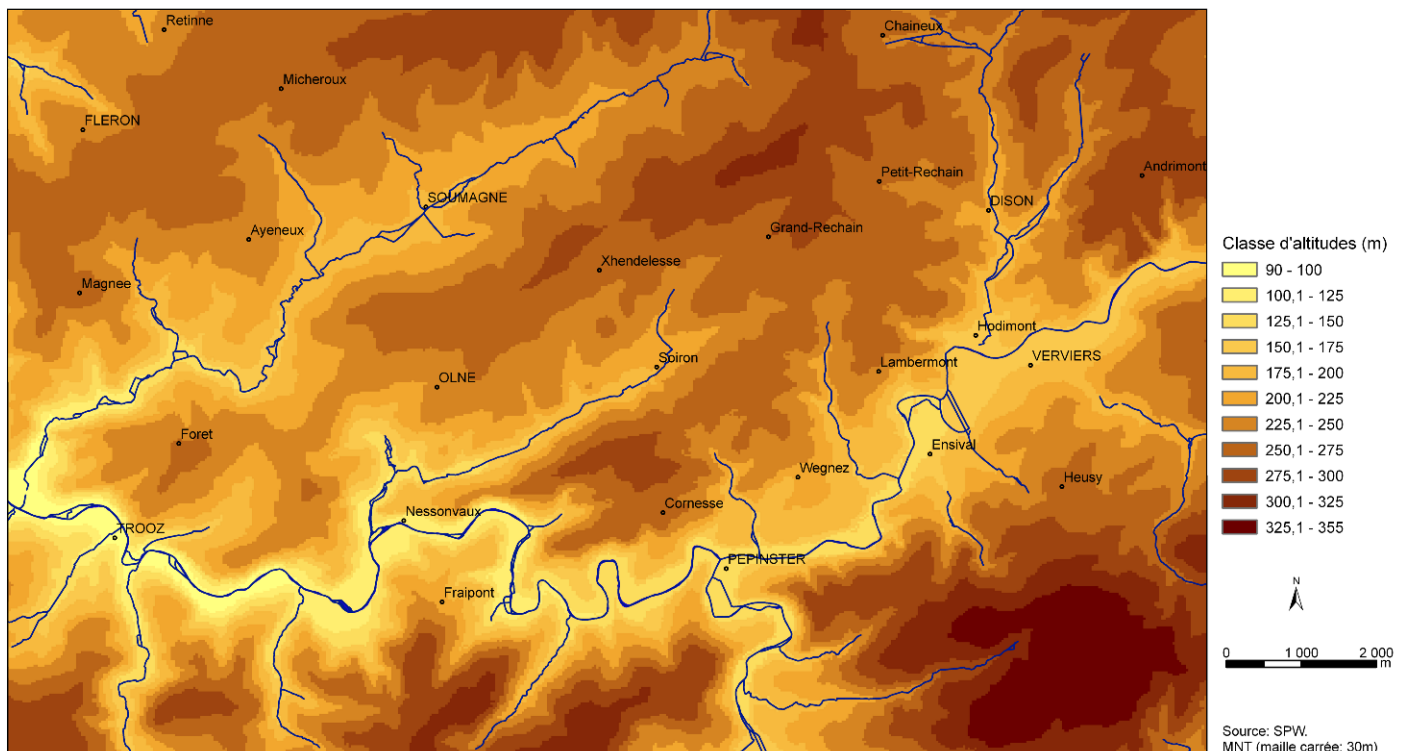 Retinne
Chaineux
Micheroux
FLERON
Andrimont
Petit-Rechain
SOUMAGNE
DISON
Ayeneux
Grand-Rechain
Xhendelesse
Magnee
Hodimont
Soiron
Lambermont
VERVIERS
OLNE
Foret
Ensival
Wegnez
Heusy
Cornesse
Nessonvaux
TROOZ
PEPINSTER
Fraipont
Classe d'altitudes (m)
90 - 100
100,1 - 125
125,1 - 150
150,1 - 175
175,1 - 200
200,1 - 225
225,1 - 250
250,1 - 275
275,1 - 300
300,1 - 325
325,1 - 355
N
0 1 000 2 000
m
Source: SPW.
MNT (maille carrée: 30m)